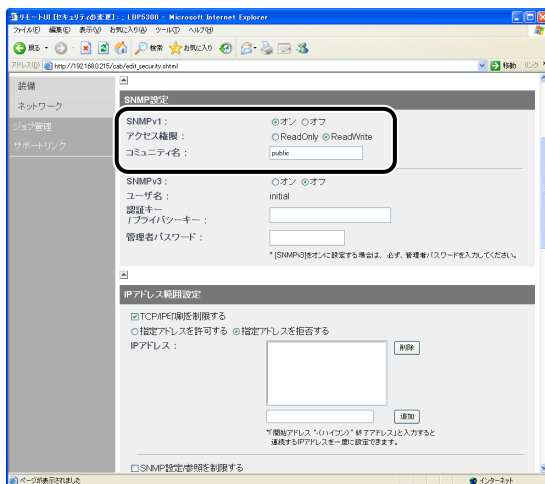 リモートUI [セキュリティの変更] : ; LBP5300 - Microsoft Internet Explorer
ファイル(F) 編集(E) 表示(V) お気に入り(A) ツール(T) ヘルプ(H)
戻る 検索 お気に入り
アドレス(D) http://192.168.0.215/cab/edit_security.shtml 移動 リンク
装備
ネットワーク
ジョブ管理
サポートリンク
SNMP設定
SNMPv1: オン オフ
アクセス権限: ReadOnly ReadWrite
コミュニティ名: public
SNMPv3: オン オフ
ユーザ名: initial
認証キー
/プライバシーキー:
管理者パスワード:
* [SNMPv3]をオンに設定する場合は、必ず、管理者パスワードを入力してください。
IPアドレス範囲設定
TCP/IP印刷を制限する
指定アドレスを許可する 指定アドレスを拒否する
IPアドレス: 削除
追加
*「開始アドレス "-(ハイフン)" 終了アドレス」と入力すると
連続するIPアドレスを一度に設定できます。
SNMP設定/参照を制限する
ページが表示されました インターネット